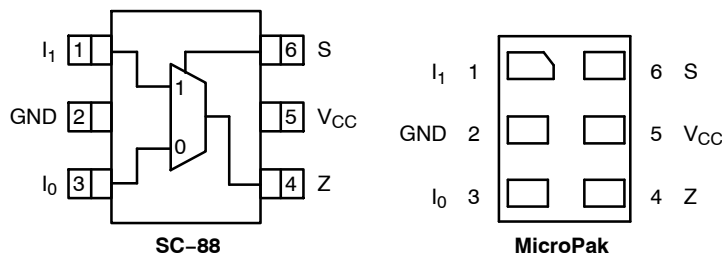 I1 1 6 S
1
GND 2 5 VCC
0
I0 3 4 Z
SC-88
I1 1 6 S
GND 2 5 VCC
I0 3 4 Z
MicroPak